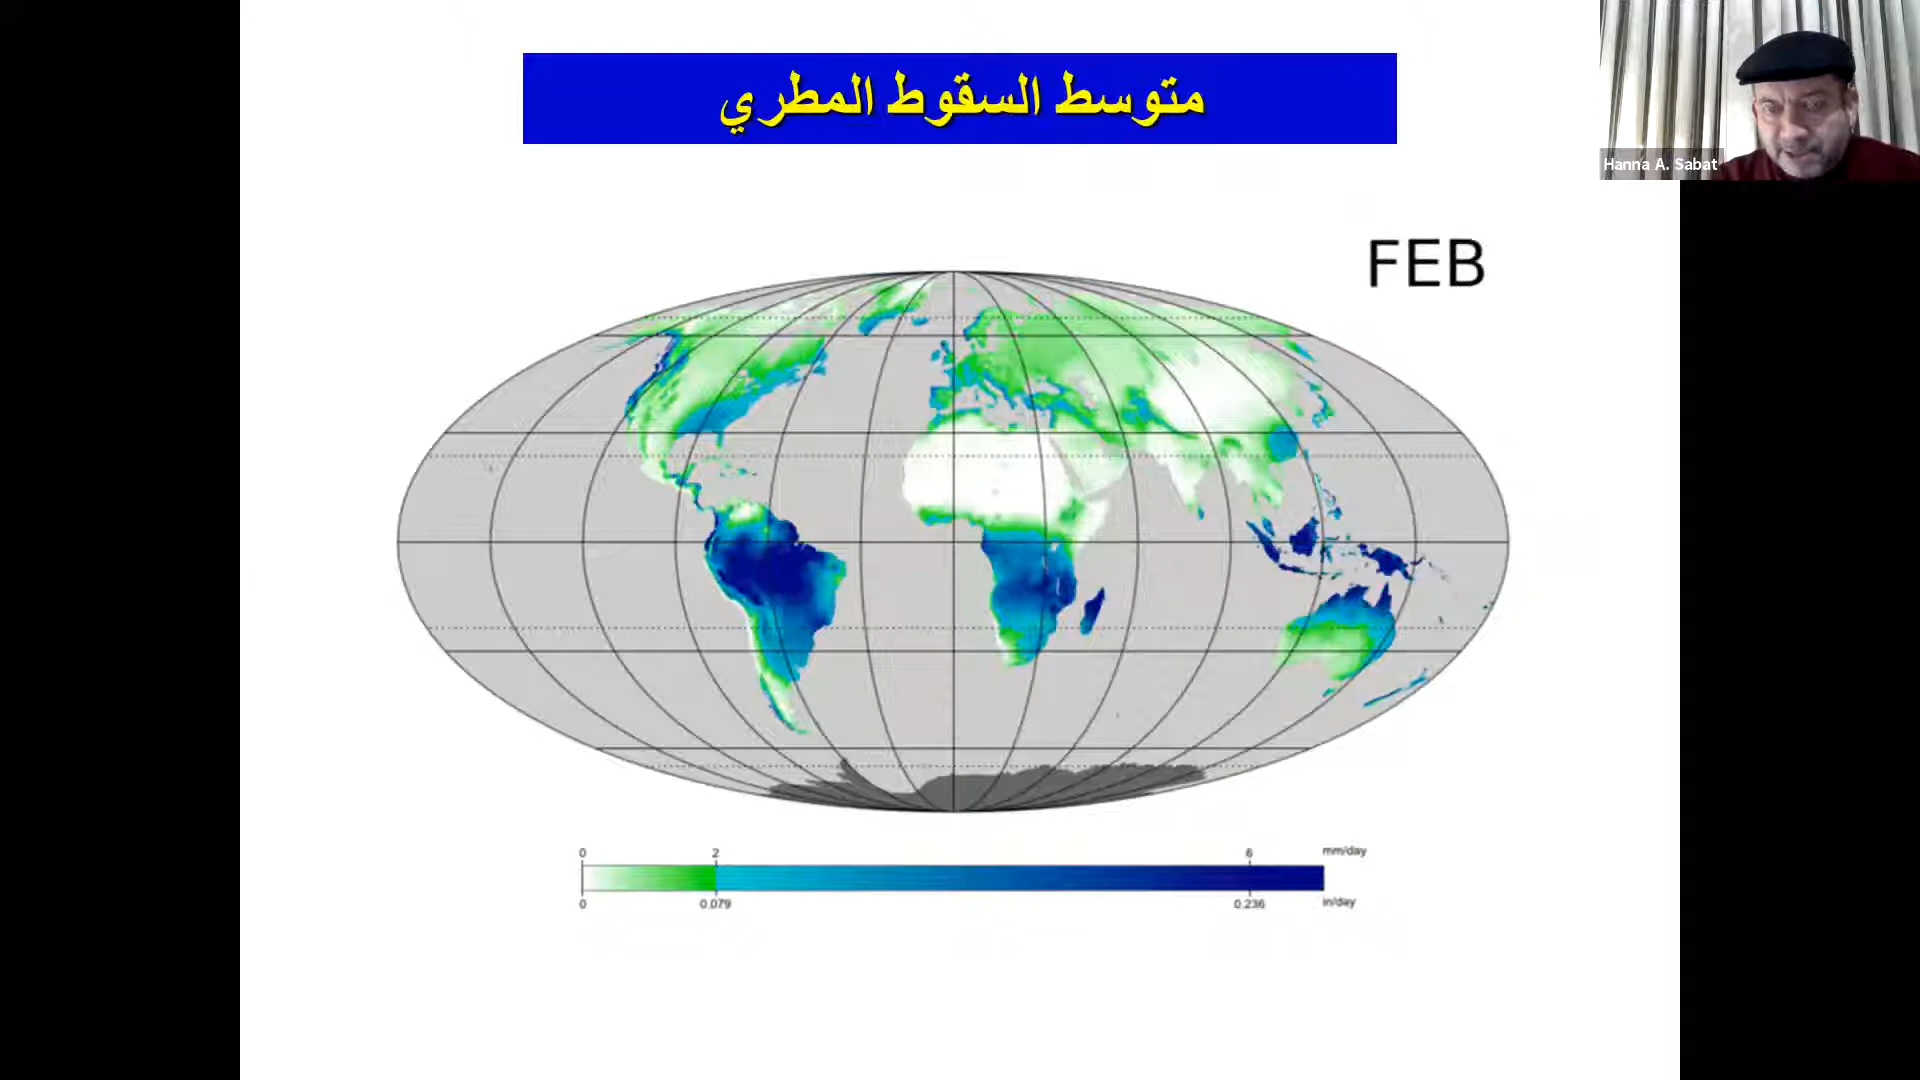 متوسط السقوط المطري
Hanna A. Sabat
FEB
0 2 6 mm/day
0 0.079 0.236 in/day